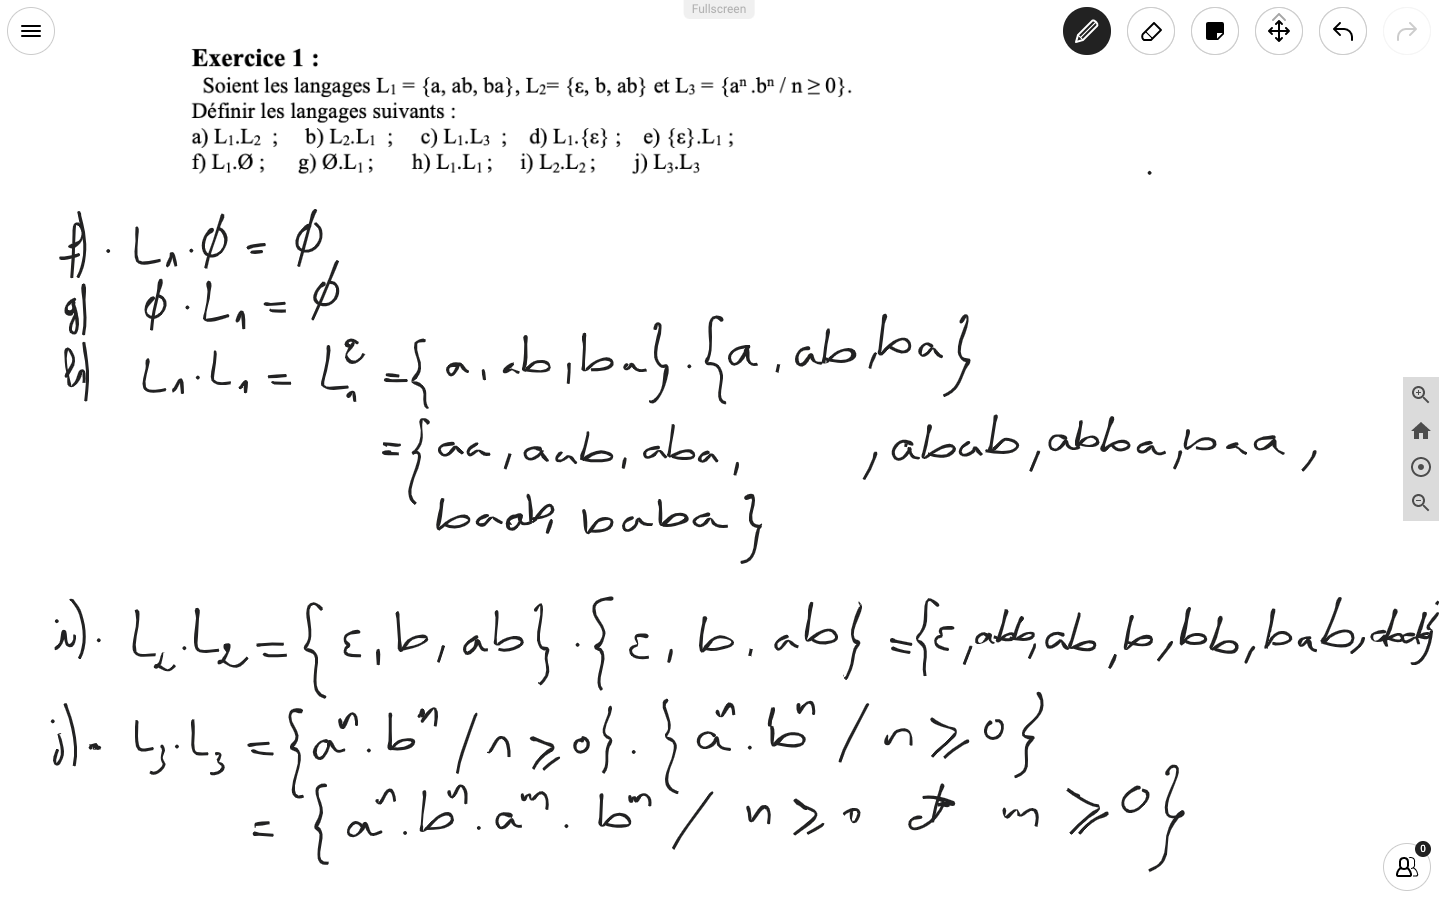 Fullscreen
Exercice 1 :
Soient les langages L₁ = {a, ab, ba}, L₂= {ε, b, ab} et L₃ = {aⁿ .bⁿ / n ≥ 0}.
Définir les langages suivants :
a) L₁.L₂ ; b) L₂.L₁ ; c) L₁.L₃ ; d) L₁.{ε} ; e) {ε}.L₁ ;
f) L₁.Ø ; g) Ø.L₁ ; h) L₁.L₁ ; i) L₂.L₂ ; j) L₃.L₃
f) . L₁ . ϕ = ϕ
g) ϕ . L₁ = ϕ
h) L₁ . L₁ = L₁² = {a, ab, ba} . {a, ab, ba}
= {aa, aab, aba, , abab, abba, baa,
baab, baba}
i) . L₂ . L₂ = {ε, b, ab} . {ε, b, ab} = {ε, abb, ab, b, bb, bab, abab}
j) - L₃ . L₃ = {aⁿ . bⁿ / n ≥ 0} . {aⁿ . bⁿ / n ≥ 0}
= {aⁿ . bⁿ . aᵐ . bᵐ / n ≥ 0 et m ≥ 0}
0